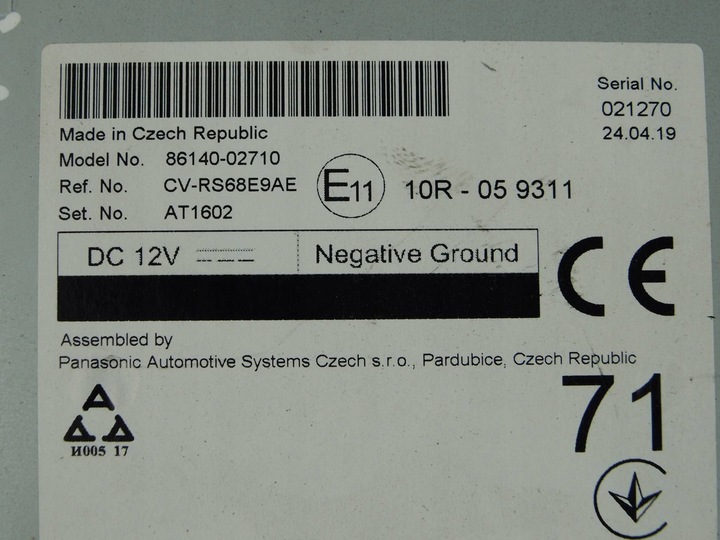 Serial No.
021270
24.04.19
Made in Czech Republic
Model No. 86140-02710
Ref. No. CV-RS68E9AE
Set. No. AT1602
E11 10R - 05 9311
DC 12V Negative Ground
CE
Assembled by
Panasonic Automotive Systems Czech s.r.o., Pardubice, Czech Republic
71
И005 17